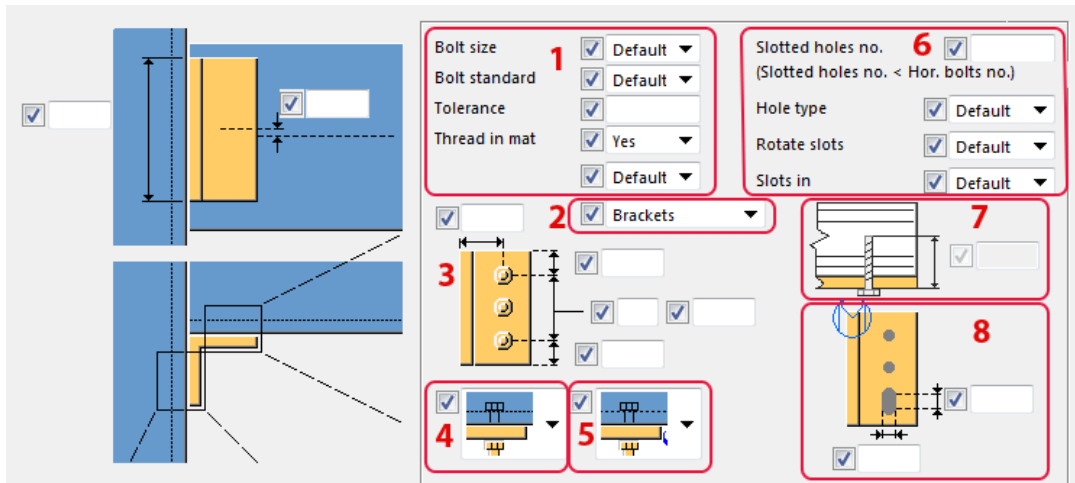 Bolt size 1 Default
Bolt standard Default
Tolerance
Thread in mat Yes
Default
Slotted holes no. 6
(Slotted holes no. < Hor. bolts no.)
Hole type Default
Rotate slots Default
Slots in Default
2 Brackets
3
7
8
4
5